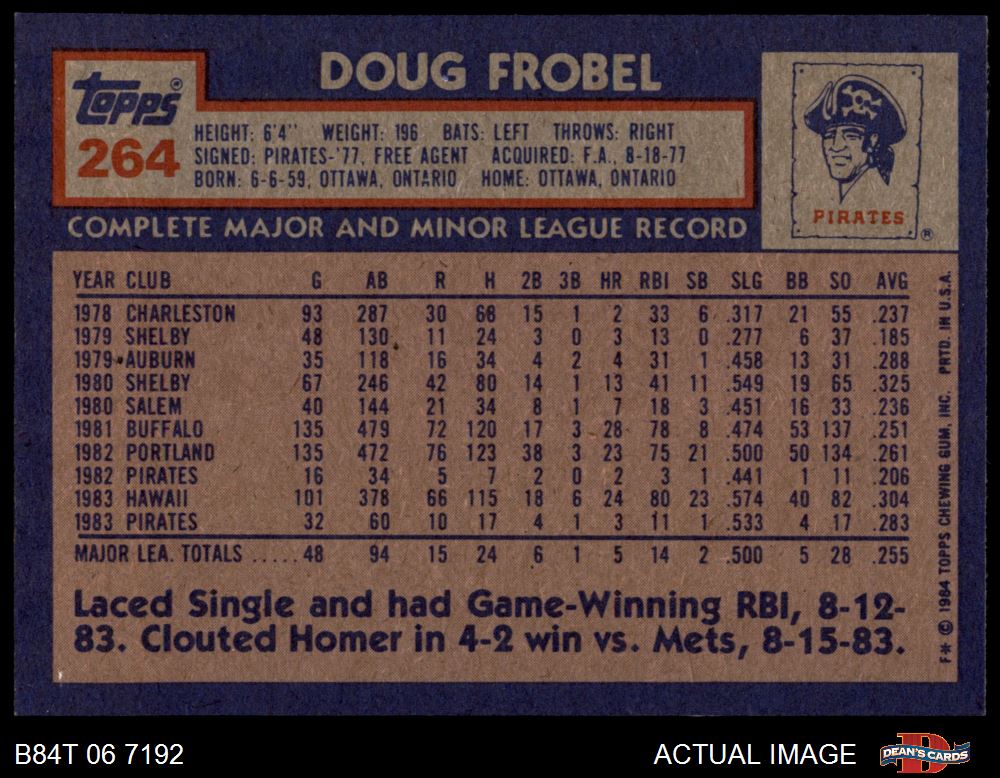 DOUG FROBEL
Topps®
264
HEIGHT: 6'4" WEIGHT: 196 BATS: LEFT THROWS: RIGHT
SIGNED: PIRATES-'77, FREE AGENT ACQUIRED: F.A., 8-18-77
BORN: 6-6-59, OTTAWA, ONTARIO HOME: OTTAWA, ONTARIO
PIRATES
®
COMPLETE MAJOR AND MINOR LEAGUE RECORD
YEAR CLUB G AB R H 2B 3B HR RBI SB SLG BB SO AVG
1978 CHARLESTON 93 287 30 68 15 1 2 33 6 .317 21 55 .237
1979 SHELBY 48 130 11 24 3 0 3 13 0 .277 6 37 .185
1979 AUBURN 35 118 16 34 4 2 4 31 1 .458 13 31 .288
1980 SHELBY 67 246 42 80 14 1 13 41 11 .549 19 65 .325
1980 SALEM 40 144 21 34 8 1 7 18 3 .451 16 33 .236
1981 BUFFALO 135 479 72 120 17 3 28 78 8 .474 53 137 .251
1982 PORTLAND 135 472 76 123 38 3 23 75 21 .500 50 134 .261
1982 PIRATES 16 34 5 7 2 0 2 3 1 .441 1 11 .206
1983 HAWAII 101 378 66 115 18 6 24 80 23 .574 40 82 .304
1983 PIRATES 32 60 10 17 4 1 3 11 1 .533 4 17 .283
MAJOR LEA. TOTALS ..... 48 94 15 24 6 1 5 14 2 .500 5 28 .255
Laced Single and had Game-Winning RBI, 8-12-
83. Clouted Homer in 4-2 win vs. Mets, 8-15-83.
F* © 1984 TOPPS CHEWING GUM, INC. PRTD. IN U.S.A.
B84T 06 7192
ACTUAL IMAGE
D
DEAN'S CARDS